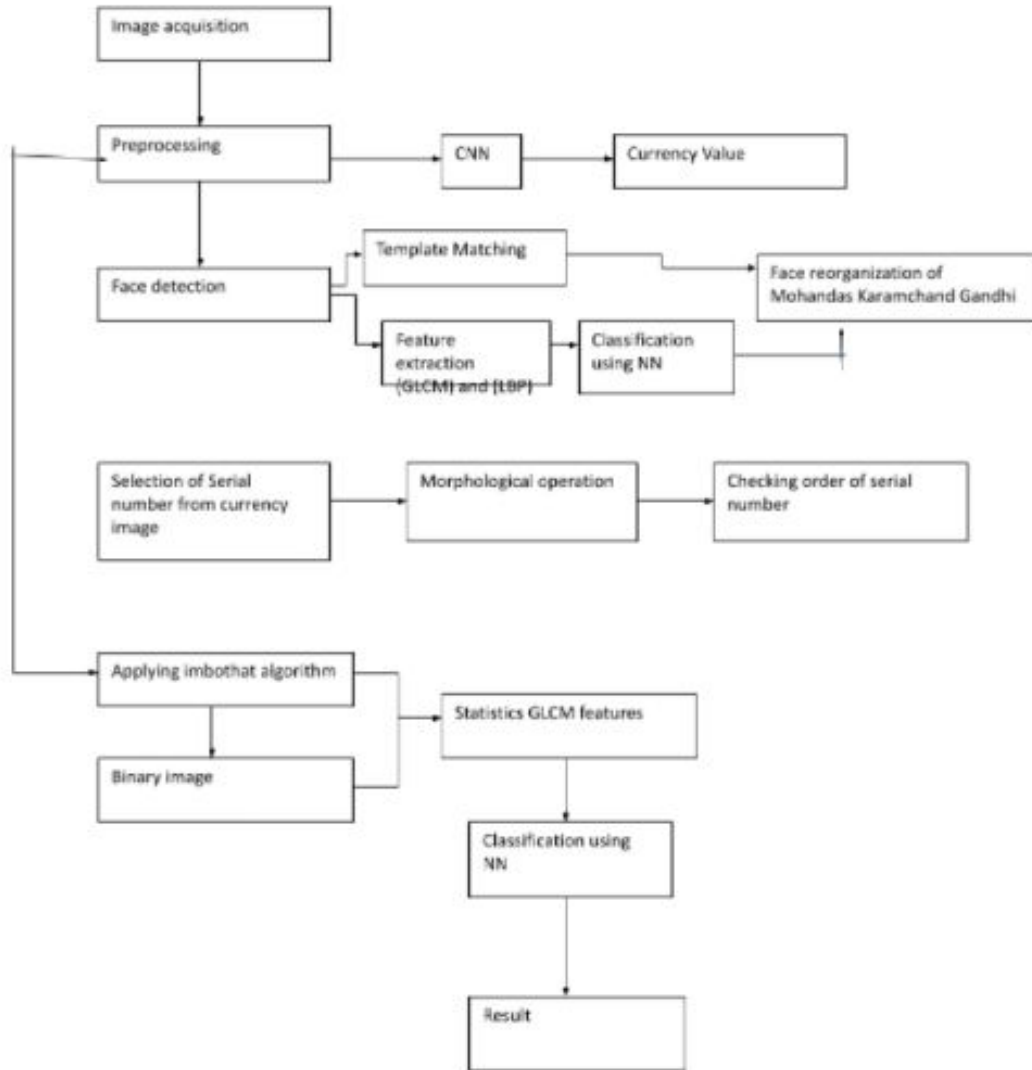 Image acquisition
Preprocessing
CNN
Currency Value
Template Matching
Face detection
Face reorganization of
Mohandas Karamchand Gandhi
Feature
extraction
(GLCM) and (LBP)
Classification
using NN
Selection of Serial
number from currency
image
Morphological operation
Checking order of serial
number
Applying imbothat algorithm
Statistics GLCM features
Binary image
Classification using
NN
Result